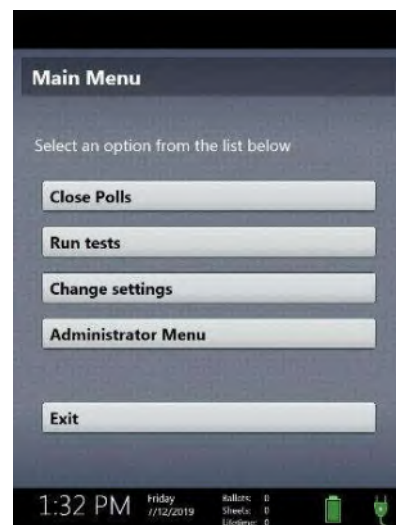 Main Menu
Select an option from the list below
Close Polls
Run tests
Change settings
Administrator Menu
Exit
1:32 PM
Friday
7/12/2019
Ballots: 0
Sheets: 0
Lifetime: 0